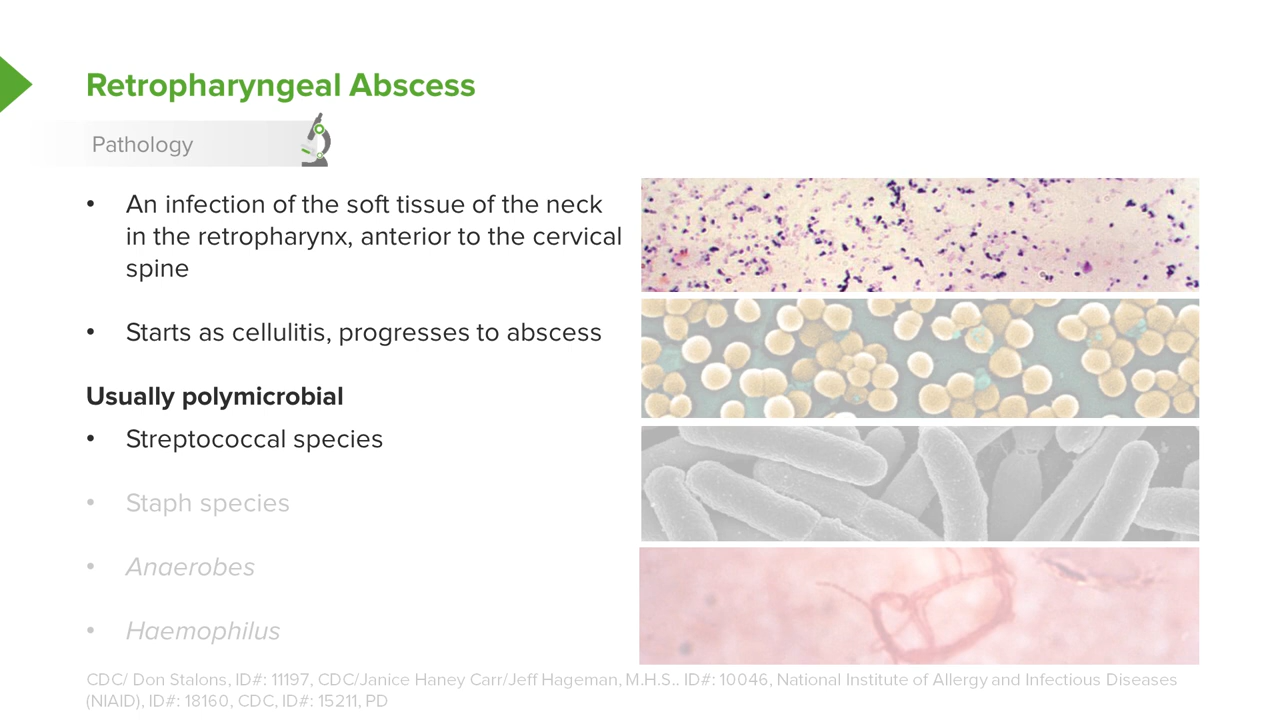 Retropharyngeal Abscess
Pathology
• An infection of the soft tissue of the neck
in the retropharynx, anterior to the cervical
spine
• Starts as cellulitis, progresses to abscess
Usually polymicrobial
• Streptococcal species
• Staph species
• Anaerobes
• Haemophilus
CDC/ Don Stalons, ID#: 11197, CDC/Janice Haney Carr/Jeff Hageman, M.H.S.. ID#: 10046, National Institute of Allergy and Infectious Diseases
(NIAID), ID#: 18160, CDC, ID#: 15211, PD